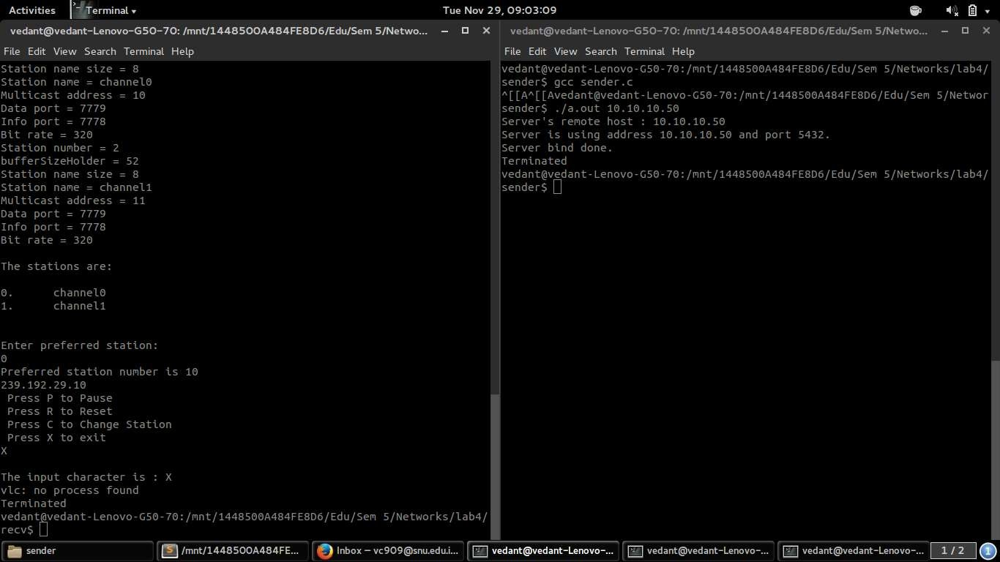 Activities
Terminal
Tue Nov 29, 09:03:09
vedant@vedant-Lenovo-G50-70: /mnt/1448500A484FE8D6/Edu/Sem 5/Netwo...
File Edit View Search Terminal Help
Station name size = 8
Station name = channel0
Multicast address = 10
Data port = 7779
Info port = 7778
Bit rate = 320
Station number = 2
bufferSizeHolder = 52
Station name size = 8
Station name = channel1
Multicast address = 11
Data port = 7779
Info port = 7778
Bit rate = 320
The stations are:
0. channel0
1. channel1
Enter preferred station:
0
Preferred station number is 10
239.192.29.10
Press P to Pause
Press R to Reset
Press C to Change Station
Press X to exit
X
The input character is : X
vlc: no process found
Terminated
vedant@vedant-Lenovo-G50-70:/mnt/1448500A484FE8D6/Edu/Sem 5/Networks/lab4/
recv$
vedant@vedant-Lenovo-G50-70: /mnt/1448500A484FE8D6/Edu/Sem 5/Netwo...
File Edit View Search Terminal Help
vedant@vedant-Lenovo-G50-70:/mnt/1448500A484FE8D6/Edu/Sem 5/Networks/lab4/
sender$ gcc sender.c
^[[A^[[Avedant@vedant-Lenovo-G50-70:/mnt/1448500A484FE8D6/Edu/Sem 5/Networ
sender$ ./a.out 10.10.10.50
Server's remote host : 10.10.10.50
Server is using address 10.10.10.50 and port 5432.
Server bind done.
Terminated
vedant@vedant-Lenovo-G50-70:/mnt/1448500A484FE8D6/Edu/Sem 5/Networks/lab4/
sender$
sender
/mnt/1448500A484FE...
Inbox – vc909@snu.edu.i...
vedant@vedant-Lenovo-...
vedant@vedant-Lenovo-...
vedant@vedant-Lenovo-...
1 / 2
1